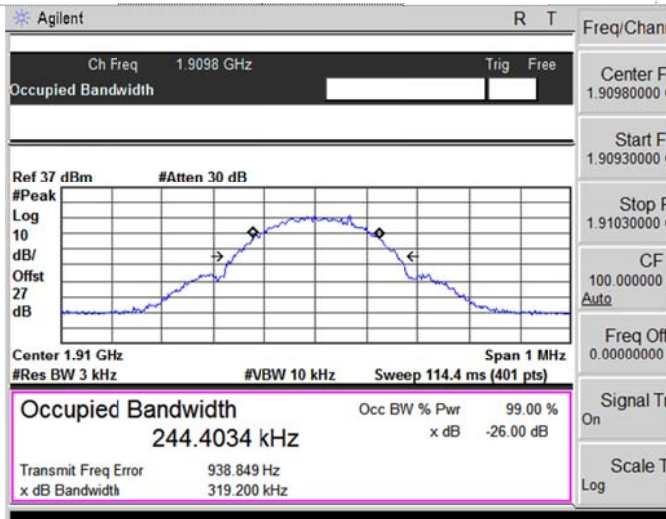 Agilent R T
Freq/Chan
Ch Freq 1.9098 GHz Trig Free
Occupied Bandwidth
Center F
1.90980000
Start F
1.90930000
Ref 37 dBm #Atten 30 dB
#Peak
Log
10
dB/
Offst
27
dB
Stop F
1.91030000
CF
100.000000
Auto
Center 1.91 GHz Span 1 MHz
#Res BW 3 kHz #VBW 10 kHz Sweep 114.4 ms (401 pts)
Freq Off
0.00000000
Occupied Bandwidth Occ BW % Pwr 99.00 %
244.4034 kHz x dB -26.00 dB
Transmit Freq Error 938.849 Hz
x dB Bandwidth 319.200 kHz
Signal Tr
On
Scale T
Log